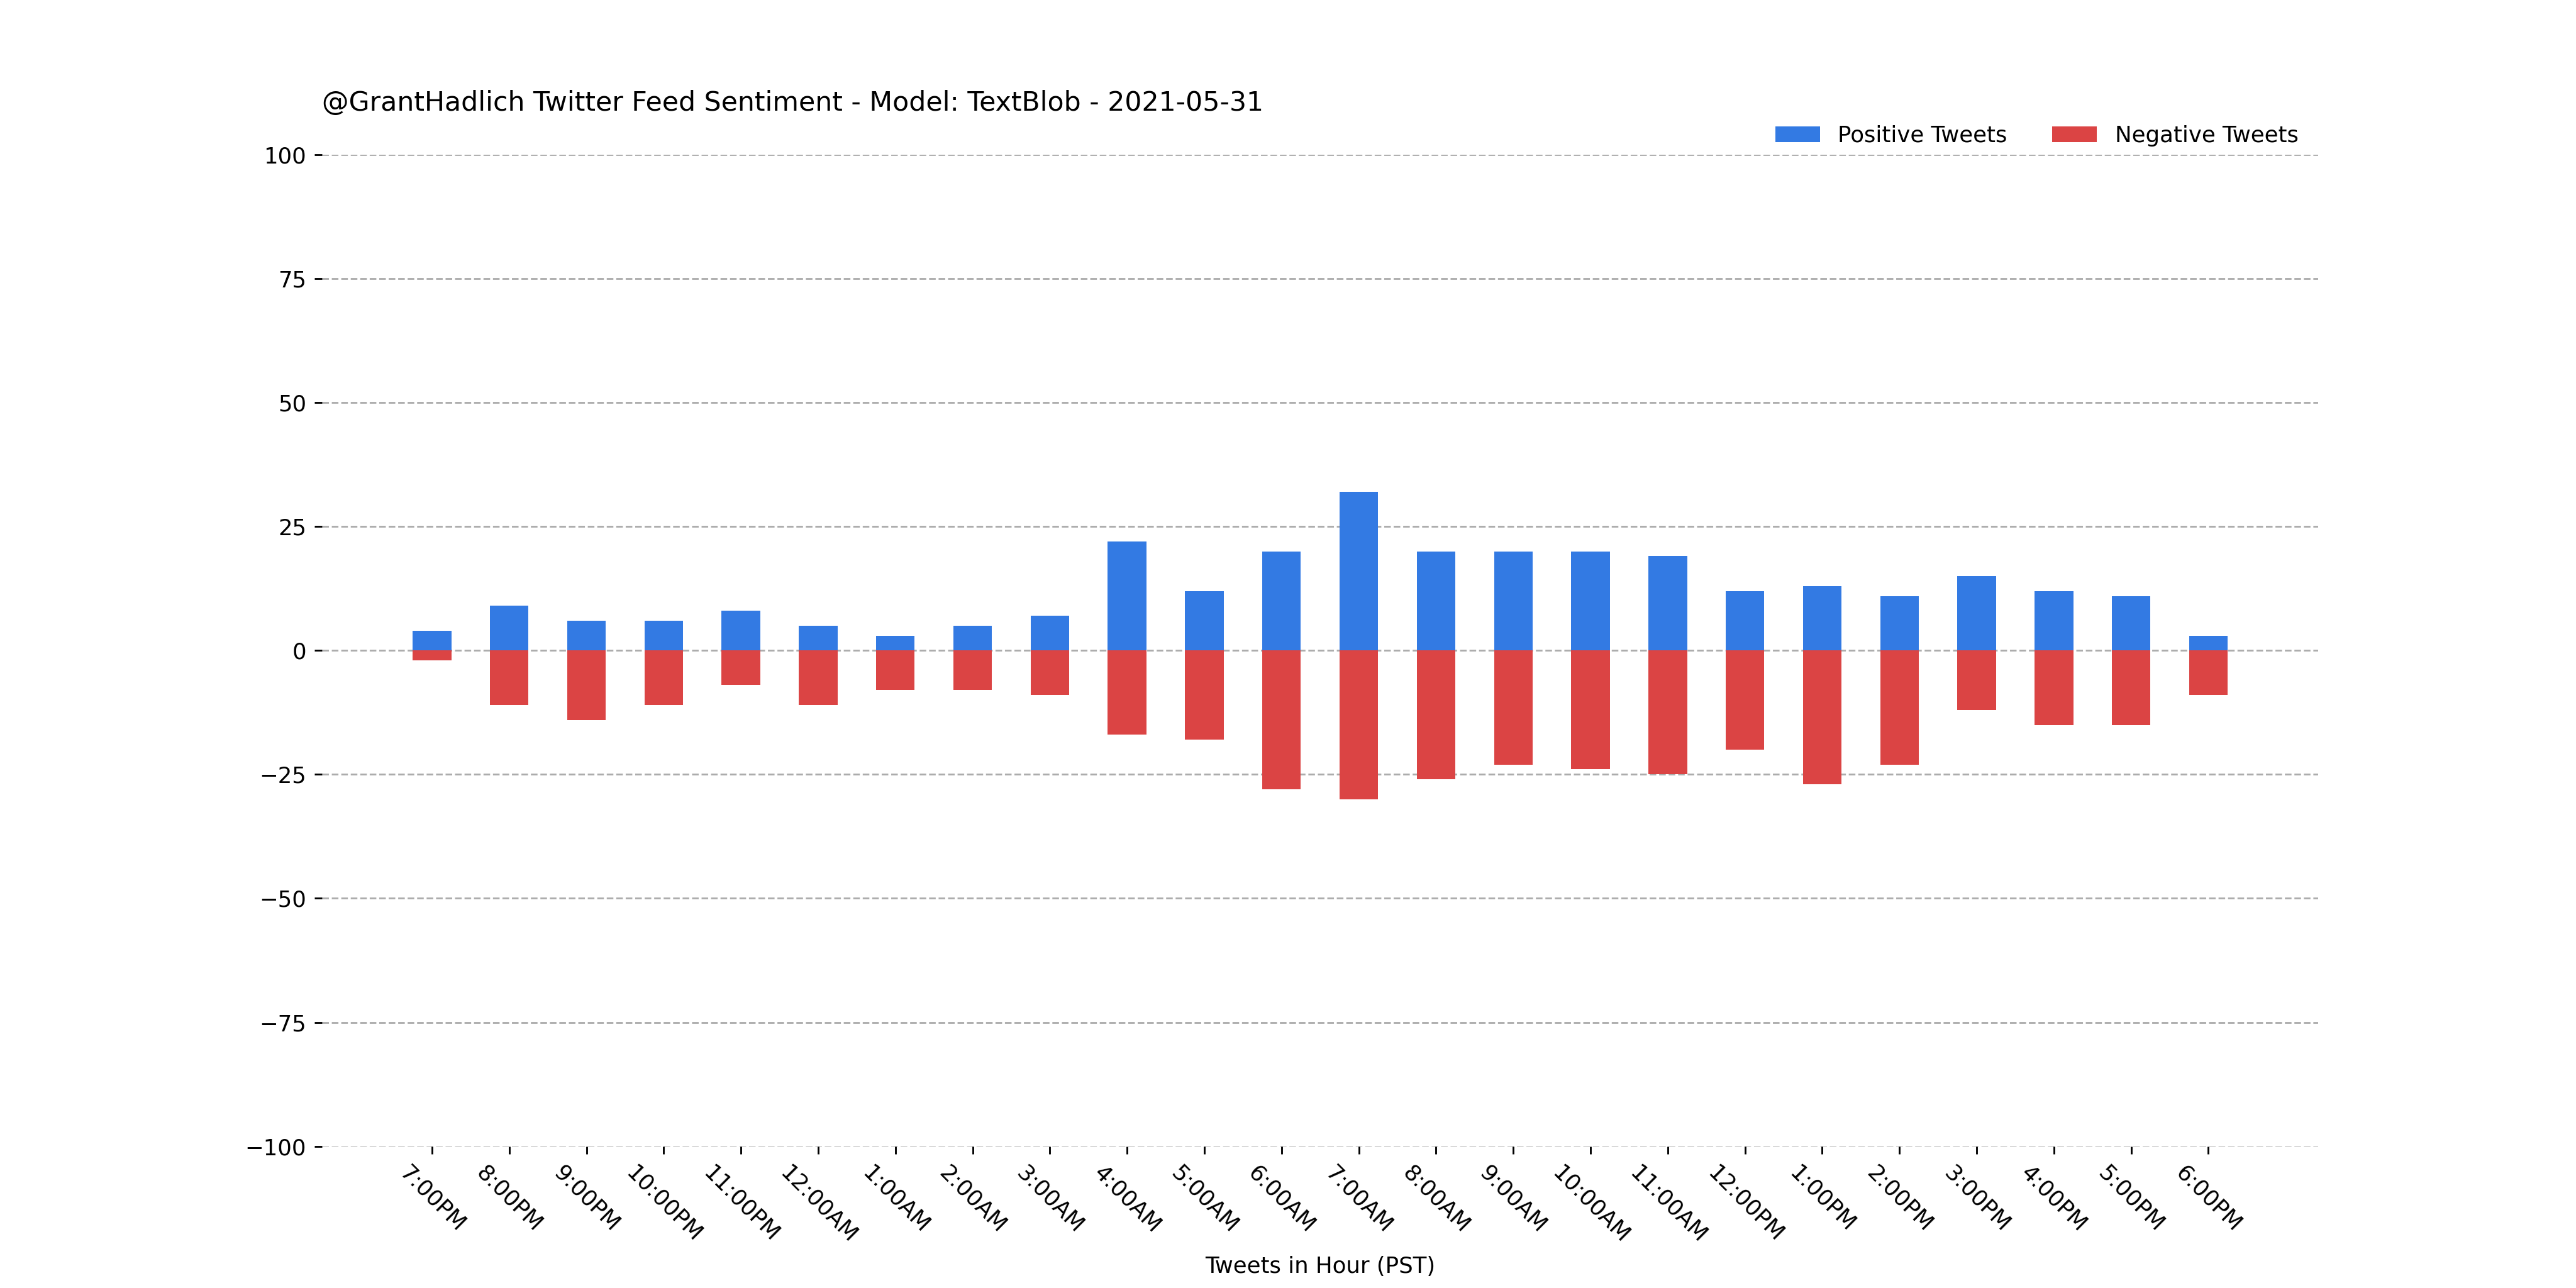 @GrantHadlich Twitter Feed Sentiment - Model: TextBlob - 2021-05-31
Positive Tweets Negative Tweets
100
75
50
25
0
−25
−50
−75
−100
7:00PM 8:00PM 9:00PM 10:00PM 11:00PM 12:00AM 1:00AM 2:00AM 3:00AM 4:00AM 5:00AM 6:00AM 7:00AM 8:00AM 9:00AM 10:00AM 11:00AM 12:00PM 1:00PM 2:00PM 3:00PM 4:00PM 5:00PM 6:00PM
Tweets in Hour (PST)